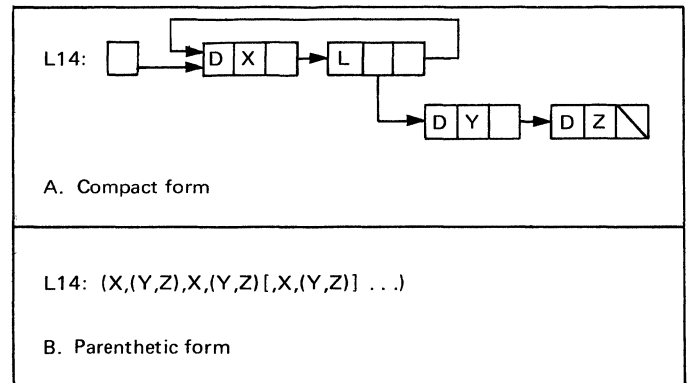 L14: D X L
D Y D Z
A. Compact form
L14: (X,(Y,Z),X,(Y,Z)[,X,(Y,Z)] ...)
B. Parenthetic form